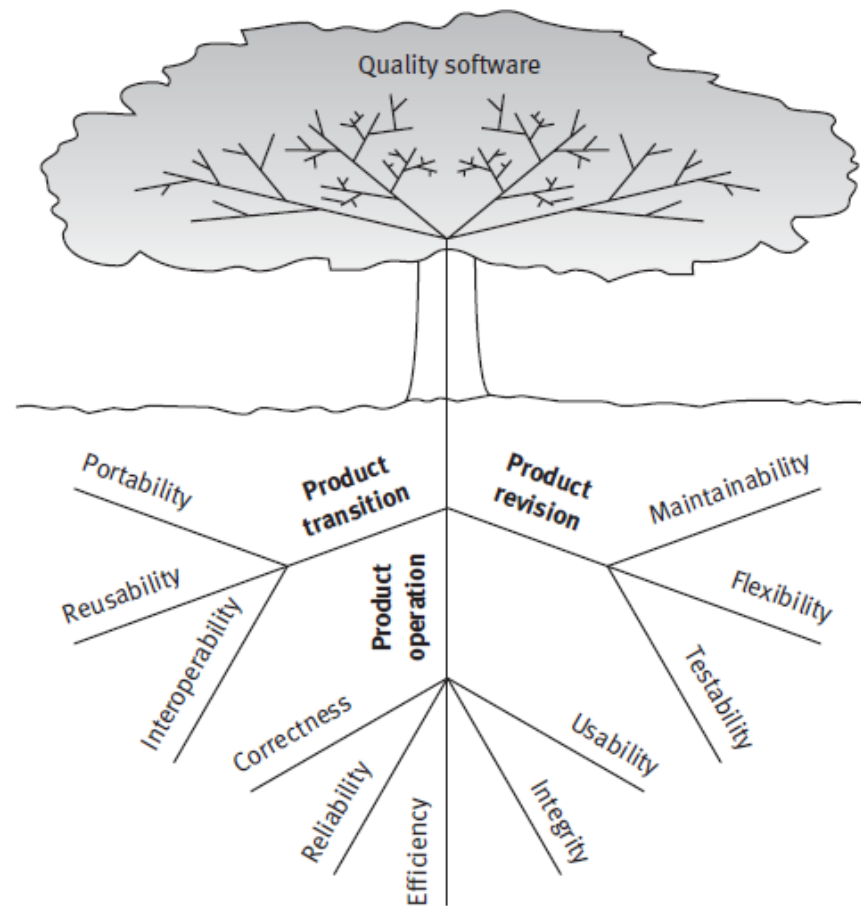 Quality software
Product
transition
Product
revision
Portability
Maintainability
Reusability
Flexibility
Interoperability
Product
operation
Testability
Correctness
Usability
Reliability
Integrity
Efficiency